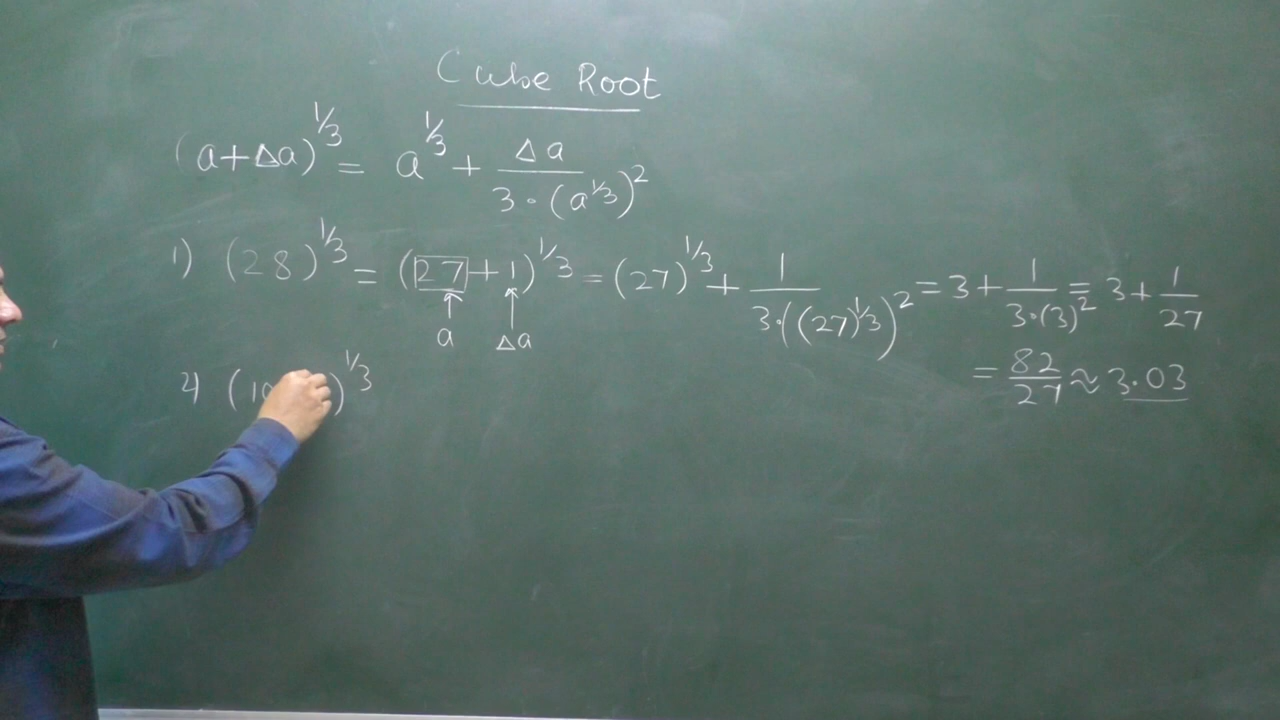 Cube Root
(a+Δa)^1/3 = a^1/3 + Δa / 3·(a^1/3)^2
1) (28)^1/3 = (27+1)^1/3 = (27)^1/3 + 1 / 3·((27)^1/3)^2 = 3 + 1 / 3·(3)^2 = 3 + 1/27
a Δa
= 82/27 ≈ 3.03
2) ( )^1/3